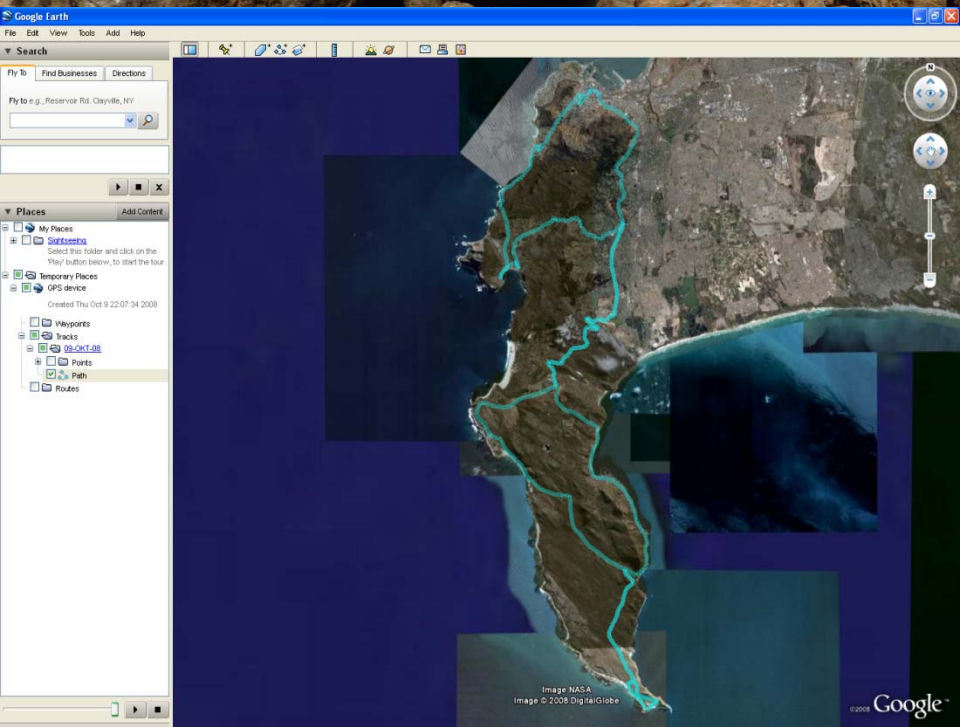 Google Earth
File Edit View Tools Add Help
Search
Fly To Find Businesses Directions
Fly to e.g., Reservoir Rd. Clayville, NY
Places Add Content
My Places
Sightseeing
Select this folder and click on the
'Play' button below, to start the tour.
Temporary Places
GPS device
Created Thu Oct 9 22:07:34 2008
Waypoints
Tracks
09-OKT-08
Points
Path
Routes
N
Image NASA
Image © 2008 DigitalGlobe
©2008 Google™